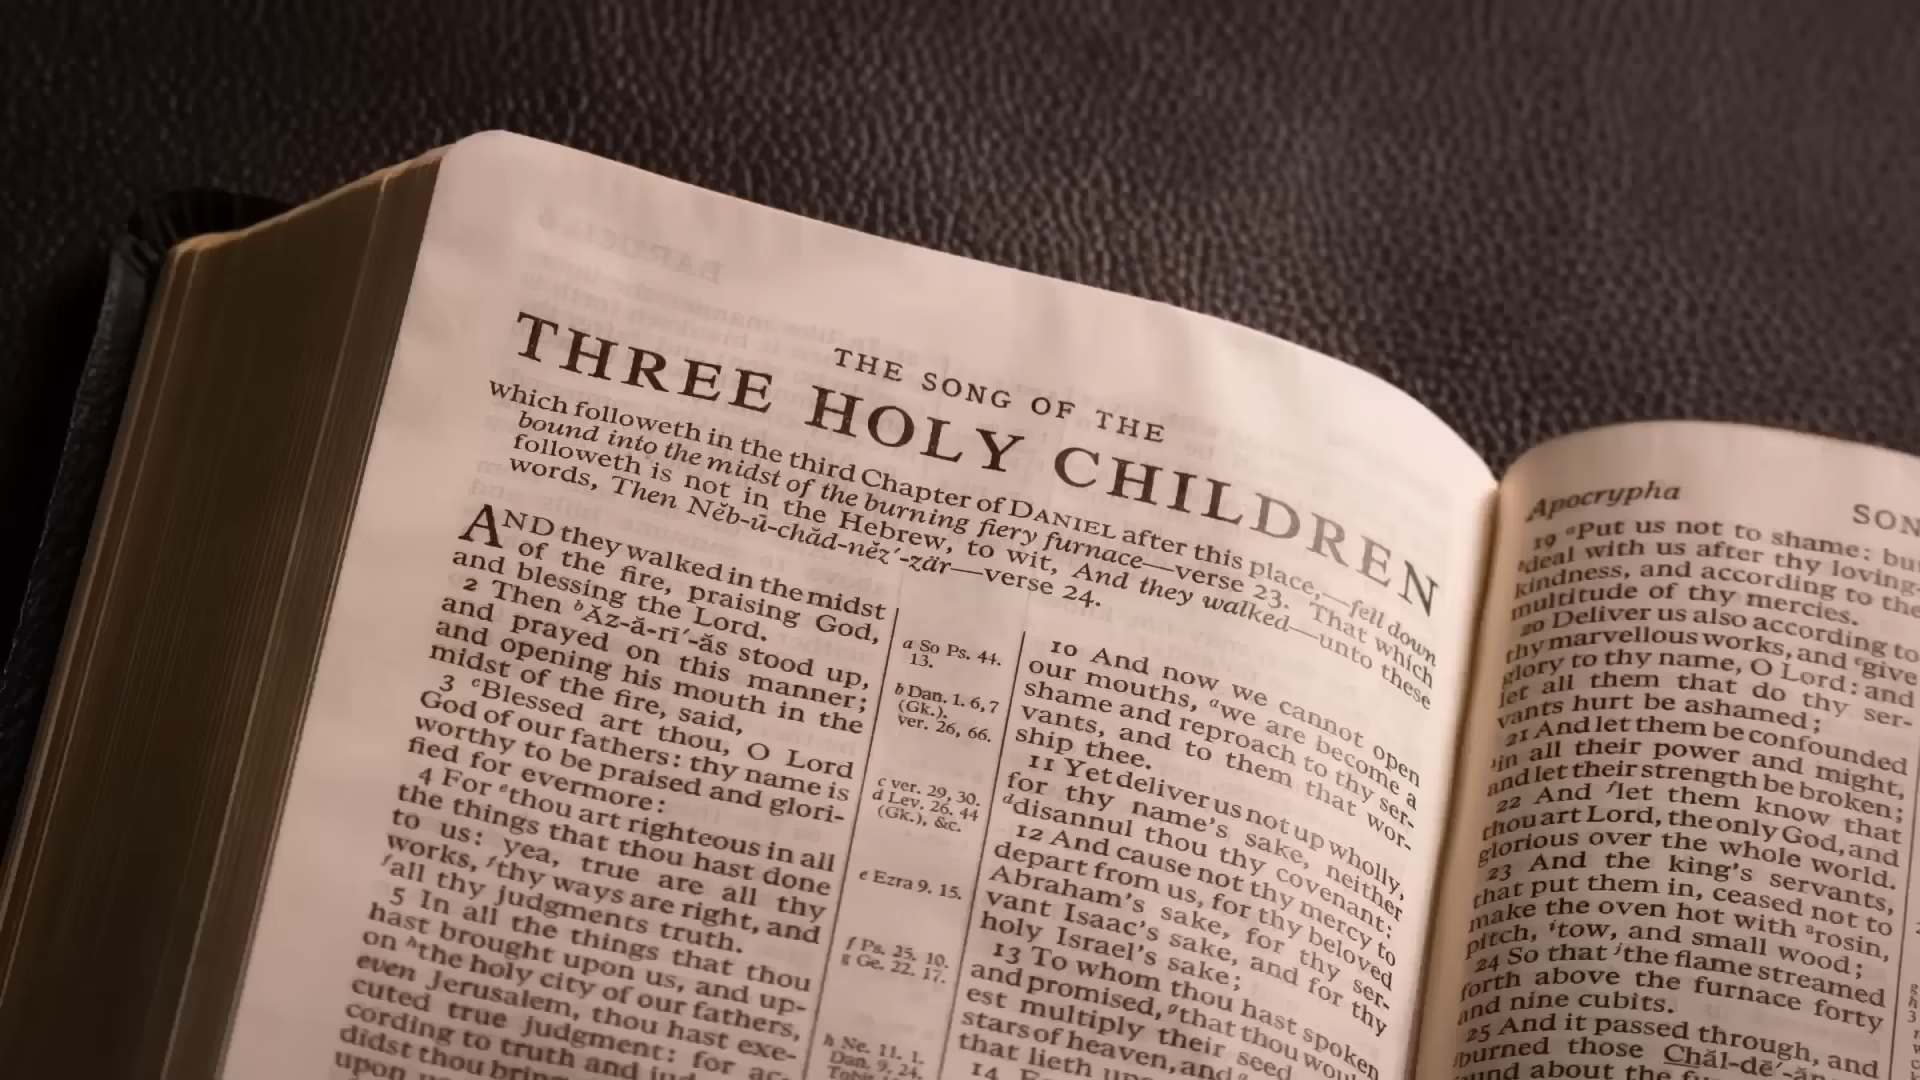 THE SONG OF THE
THREE HOLY CHILDREN
which followeth in the third Chapter of DANIEL after this place,—fell down
bound into the midst of the burning fiery furnace—verse 23. That which
followeth is not in the Hebrew, to wit, And they walked—unto these
words, Then Nĕb-ū-chăd-nĕz′-zär—verse 24.
AND they walked in the midst
of the fire, praising God,
and blessing the Lord.
2 Then b Ăz-ă-rī′-ăs stood up,
and prayed on this manner;
and opening his mouth in the
midst of the fire, said,
3 c Blessed art thou, O Lord
God of our fathers: thy name is
worthy to be praised and glori-
fied for evermore:
4 For e thou art righteous in all
the things that thou hast done
to us: yea, true are all thy
works, f thy ways are right, and
f all thy judgments truth.
5 In all the things that thou
hast brought upon us, and up-
on h the holy city of our fathers,
even Jerusalem, thou hast exe-
cuted true judgment: for ac-
cording to truth and
didst thou bring
upon
a So Ps. 44.
13.
b Dan. 1. 6, 7
(Gk.),
ver. 26, 66.
c ver. 29, 30.
d Lev. 26. 44
(Gk.), &c.
e Ezra 9. 15.
f Ps. 25. 10.
g Ge. 22. 17.
h Ne. 11. 1.
Dan. 9. 24.
10 And now we cannot open
our mouths, a we are become a
shame and reproach to thy ser-
vants, and to them that wor-
ship thee.
11 Yet deliver us not up wholly,
for thy name's sake, neither
d disannul thou thy covenant:
12 And cause not thy mercy to
depart from us, for thy beloved
Abraham's sake, for thy ser-
vant Isaac's sake, and for thy
holy Israel's sake;
13 To whom thou hast spoken
and promised, g that thou would
est multiply their seed
stars of heaven, and
that lieth
14
Apocrypha
SON
19 a Put us not to shame: but
deal with us after thy loving-
kindness, and according to the
multitude of thy mercies.
20 Deliver us also according to
thy marvellous works, and give
glory to thy name, O Lord: and
let all them that do thy ser-
vants hurt be ashamed;
21 And let them be confounded
in all their power and might,
and let their strength be broken;
22 And f let them know that
thou art Lord, the only God, and
glorious over the whole world.
23 And the king's servants,
that put them in, ceased not to
make the oven hot with rosin,
pitch, tow, and small wood;
24 So that j the flame streamed
forth above the furnace forty
and nine cubits.
25 And it passed through, and
burned those Chăl-dē′-
about the